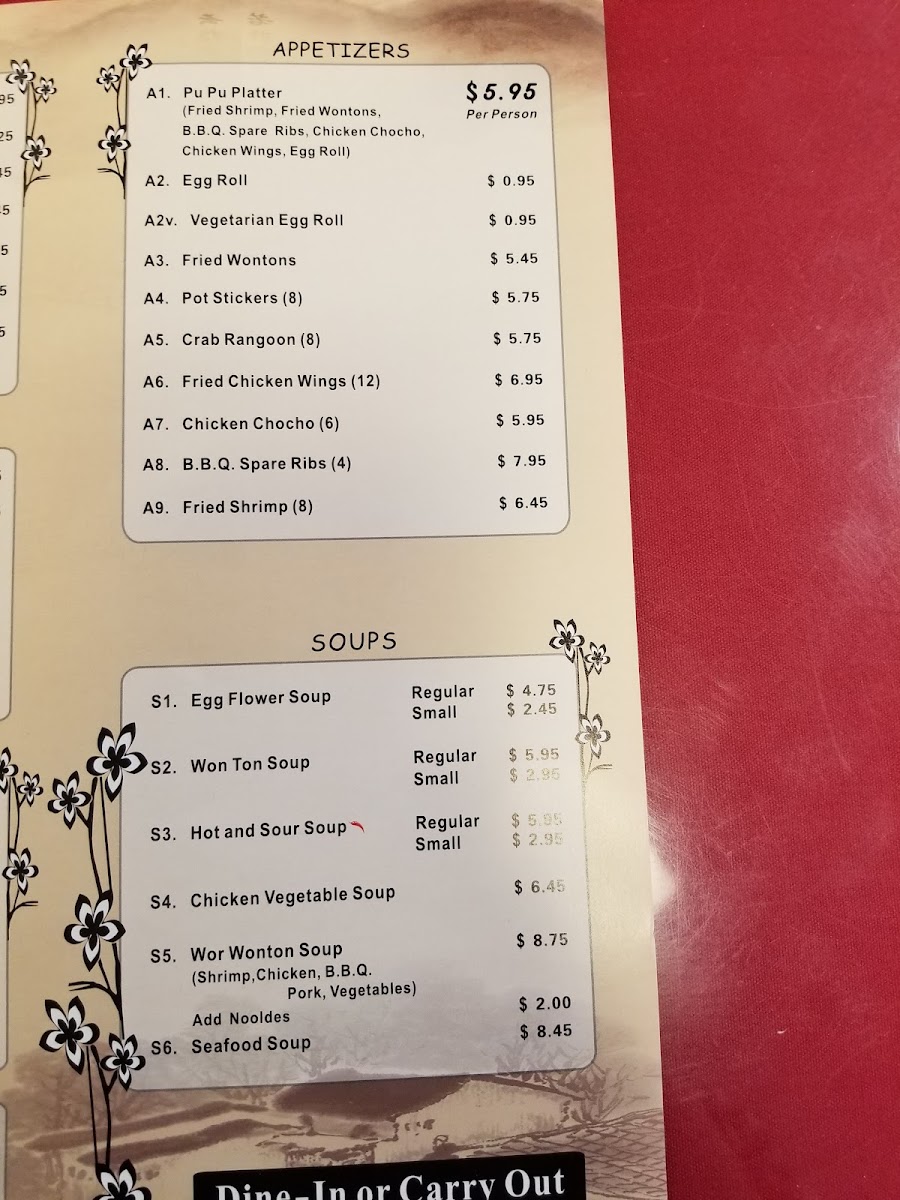 APPETIZERS
A1. Pu Pu Platter $5.95
(Fried Shrimp, Fried Wontons, Per Person
B.B.Q. Spare Ribs, Chicken Chocho,
Chicken Wings, Egg Roll)
A2. Egg Roll $ 0.95
A2v. Vegetarian Egg Roll $ 0.95
A3. Fried Wontons $ 5.45
A4. Pot Stickers (8) $ 5.75
A5. Crab Rangoon (8) $ 5.75
A6. Fried Chicken Wings (12) $ 6.95
A7. Chicken Chocho (6) $ 5.95
A8. B.B.Q. Spare Ribs (4) $ 7.95
A9. Fried Shrimp (8) $ 6.45
SOUPS
S1. Egg Flower Soup Regular $ 4.75
Small $ 2.45
S2. Won Ton Soup Regular $ 5.95
Small $ 2.95
S3. Hot and Sour Soup Regular $ 5.95
Small $ 2.95
S4. Chicken Vegetable Soup $ 6.45
S5. Wor Wonton Soup $ 8.75
(Shrimp,Chicken, B.B.Q.
Pork, Vegetables)
Add Nooldes $ 2.00
S6. Seafood Soup $ 8.45
Dine-In or Carry Out